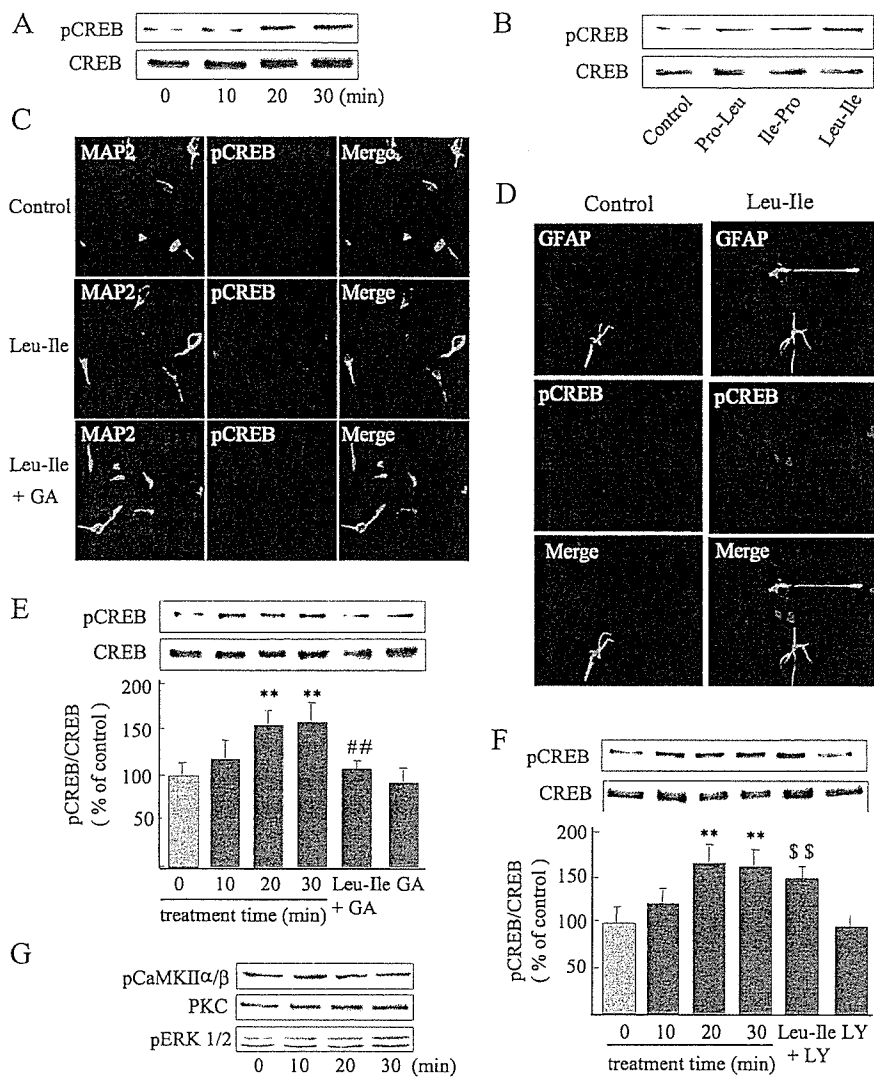 A
pCREB
CREB
0 10 20 30 (min)
B
pCREB
CREB
Control Pro-Leu Ile-Pro Leu-Ile
C
MAP2 pCREB Merge
Control
MAP2 pCREB Merge
Leu-Ile
MAP2 pCREB Merge
Leu-Ile
+ GA
D
Control Leu-Ile
GFAP GFAP
pCREB pCREB
Merge Merge
E
pCREB
CREB
pCREB/CREB
( % of control )
200
150
100
50
** ** ##
0 10 20 30 Leu-Ile GA
+ GA
treatment time (min)
F
pCREB
CREB
pCREB/CREB
( % of control )
200
150
100
50
** ** $ $
0 10 20 30 Leu-Ile LY
+ LY
treatment time (min)
G
pCaMKIIα/β
PKC
pERK 1/2
0 10 20 30 (min)